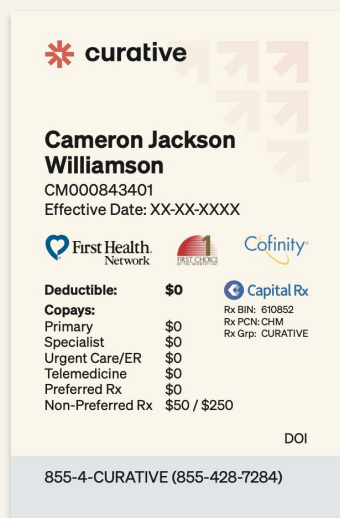 curative
Cameron Jackson
Williamson
CM000843401
Effective Date: XX-XX-XXXX
First Health.
Network
1
FIRST CHOICE
Cofinity
Deductible: $0
Capital Rx
Copays:
Rx BIN: 610852
Primary $0
Rx PCN: CHM
Specialist $0
Rx Grp: CURATIVE
Urgent Care/ER $0
Telemedicine $0
Preferred Rx $0
Non-Preferred Rx $50 / $250
DOI
855-4-CURATIVE (855-428-7284)